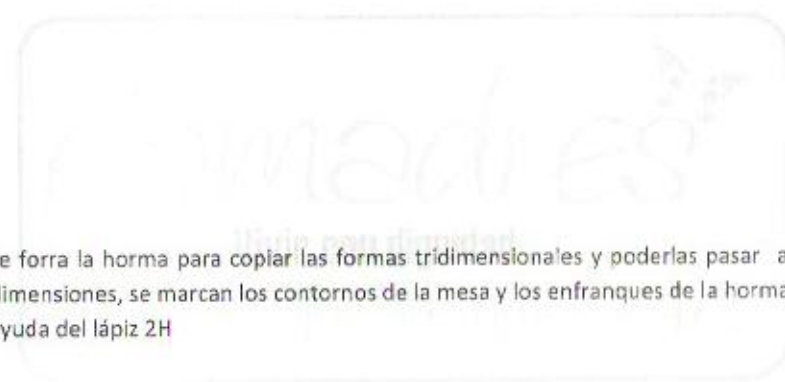 e forra la horma para copiar las formas tridimensionales y poderlas pasar a
limensiones, se marcan los contornos de la mesa y los enfranques de la horma
yuda del lápiz 2H